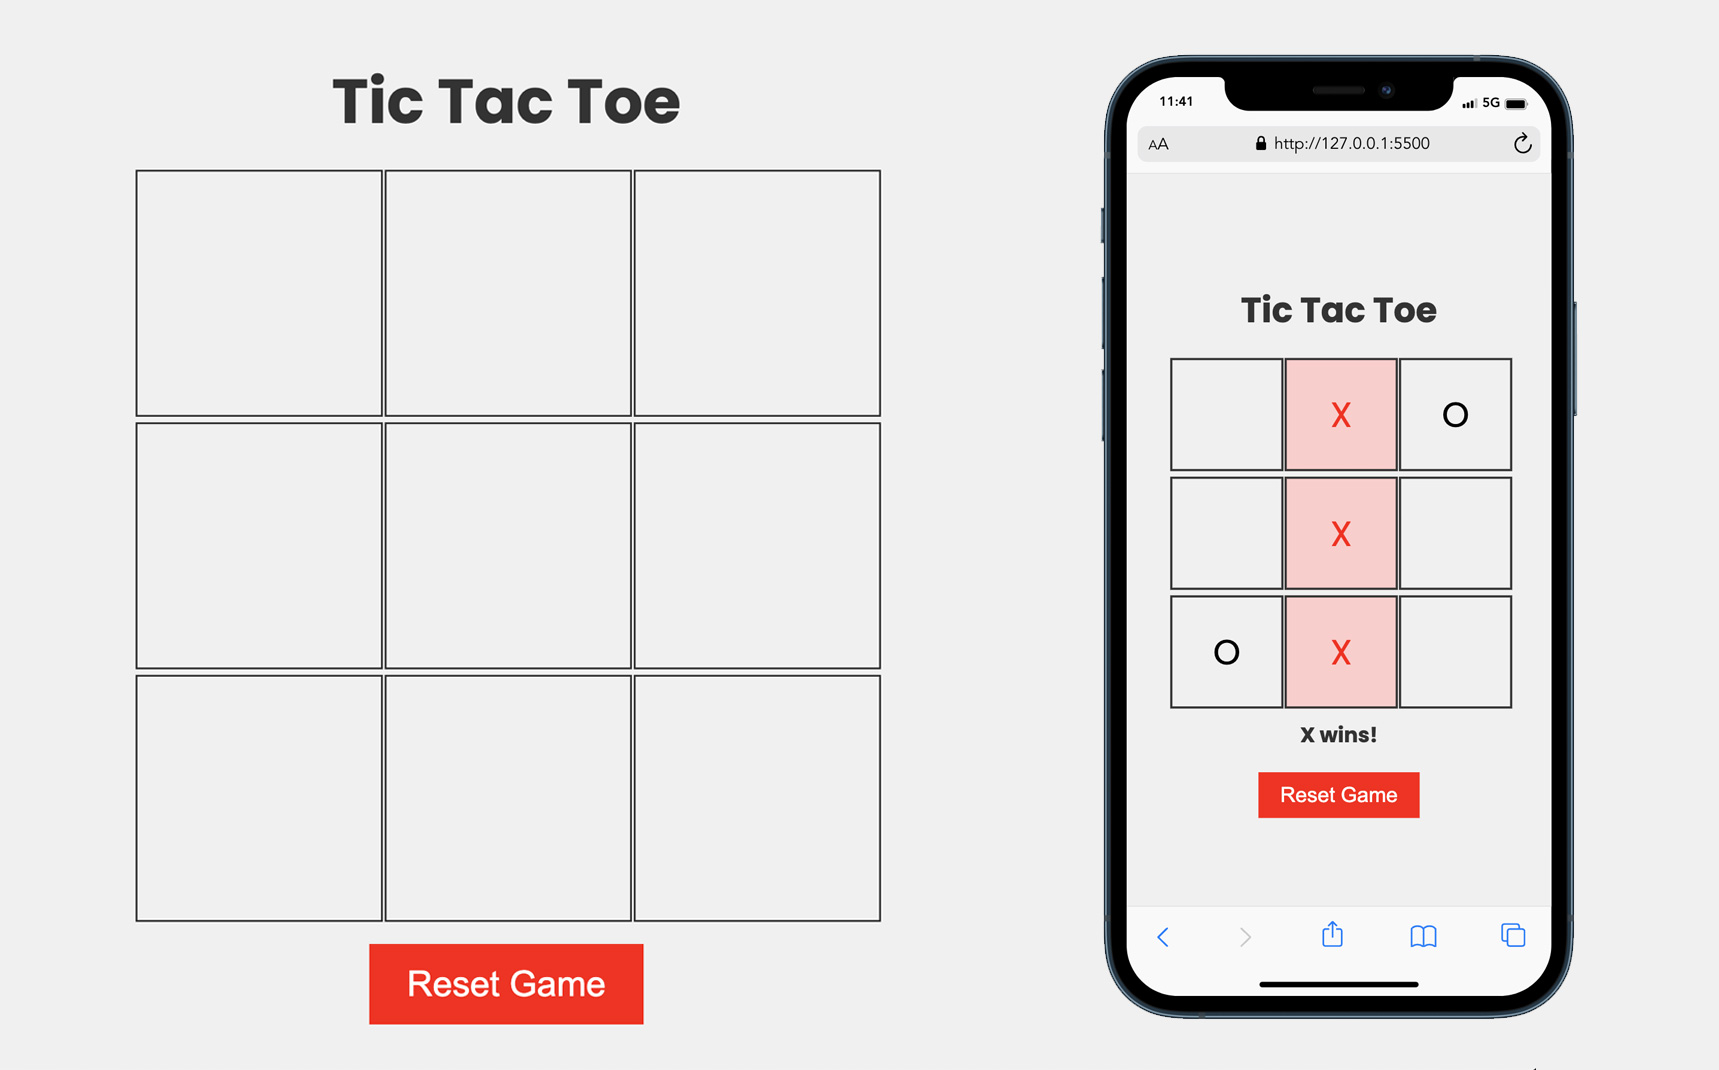 Tic Tac Toe
Reset Game
11:41
5G
AA
http://127.0.0.1:5500
Tic Tac Toe
X O
X
O X
X wins!
Reset Game